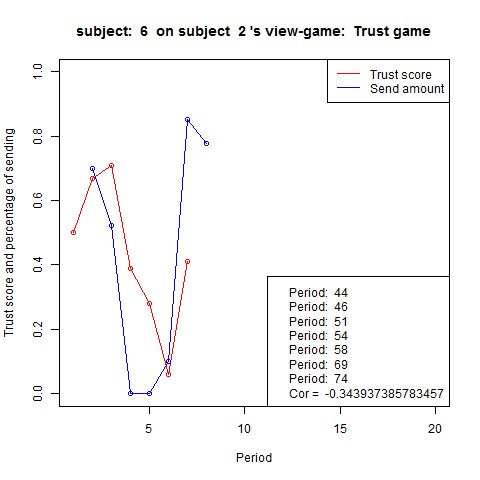 subject:  6  on subject  2 's view-game:  Trust game
Trust score
Send amount
Trust score and percentage of sending
1.0
0.8
0.6
0.4
0.2
0.0
Period:  44
Period:  46
Period:  51
Period:  54
Period:  58
Period:  69
Period:  74
Cor =  -0.343937385783457
5
10
15
20
Period